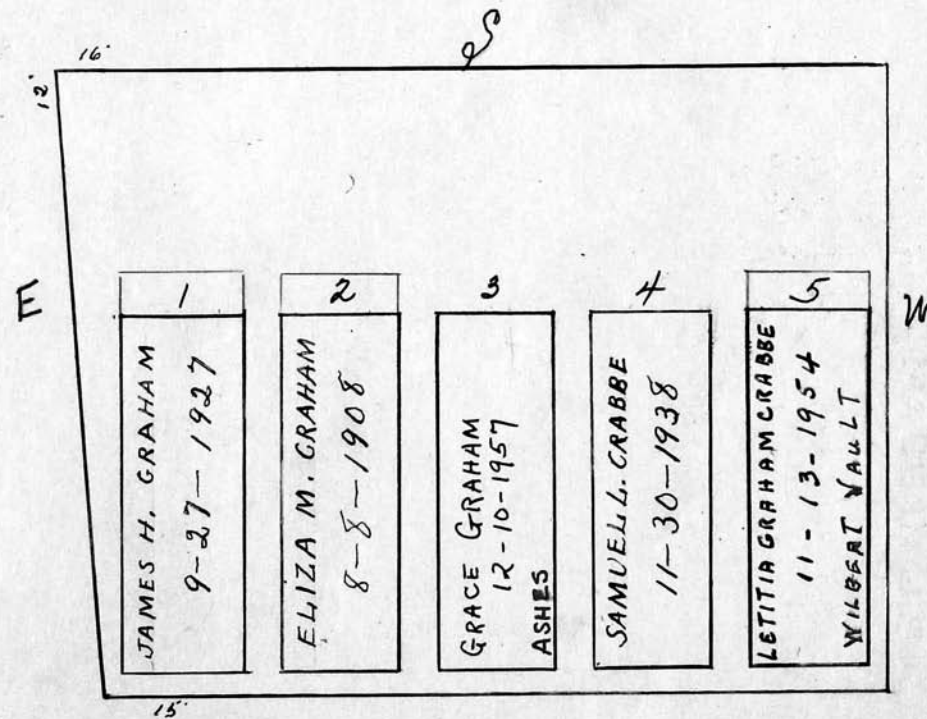 S
16'
12'
E
W
1
JAMES H. GRAHAM
9-27-1927
2
ELIZA M. GRAHAM
8-8-1908
3
GRACE GRAHAM
12-10-1957
ASHES
4
SAMUEL L. CRABBE
11-30-1938
5
LETITIA GRAHAM CRABBE
11-13-1954
WILBERT VAULT
15'